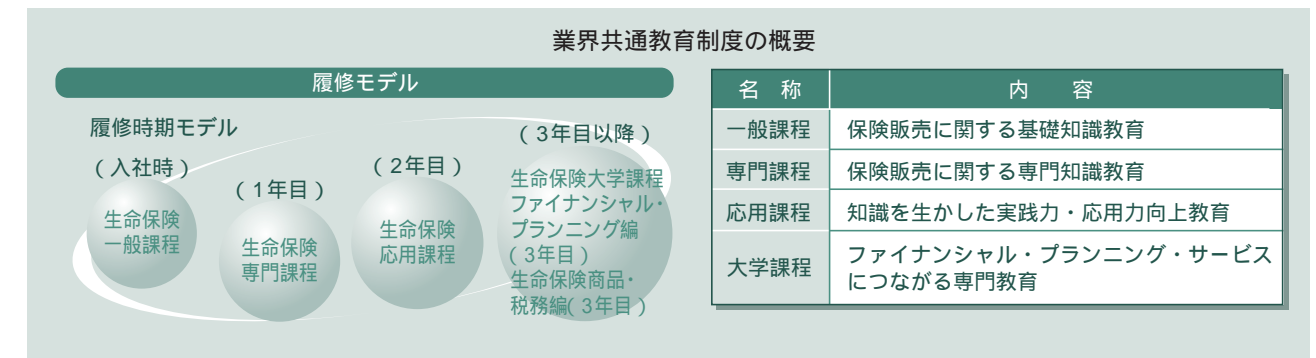 業界共通教育制度の概要
履修モデル
履修時期モデル
(入社時)
生命保険
一般課程
(1年目)
生命保険
専門課程
(2年目)
生命保険
応用課程
(3年目以降)
生命保険大学課程
ファイナンシャル・
プランニング編
(3年目)
生命保険商品・
税務編(3年目)
名 称 内 容
一般課程 保険販売に関する基礎知識教育
専門課程 保険販売に関する専門知識教育
応用課程 知識を生かした実践力・応用力向上教育
大学課程 ファイナンシャル・プランニング・サービス
につながる専門教育